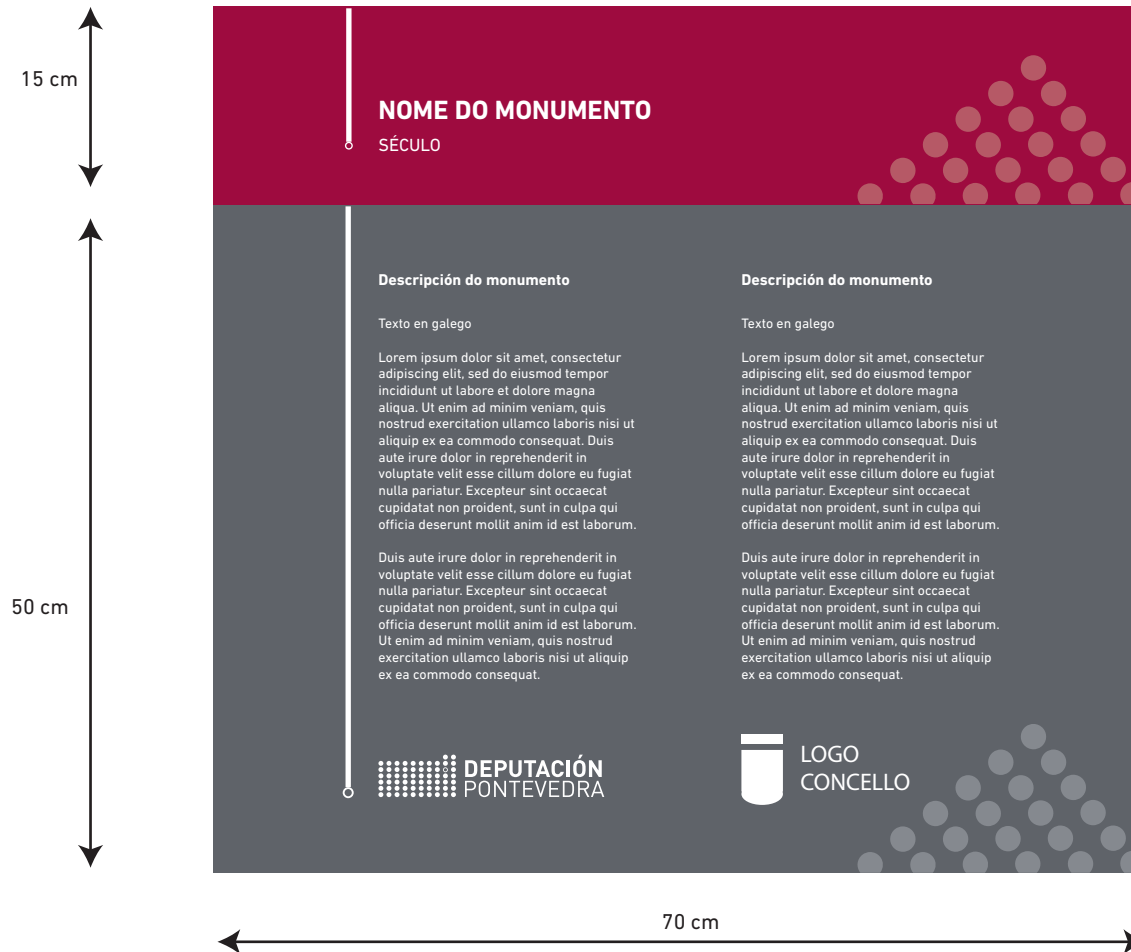 15 cm
NOME DO MONUMENTO
SÉCULO
50 cm
Descripción do monumento
Texto en galego
Lorem ipsum dolor sit amet, consectetur
adipiscing elit, sed do eiusmod tempor
incididunt ut labore et dolore magna
aliqua. Ut enim ad minim veniam, quis
nostrud exercitation ullamco laboris nisi ut
aliquip ex ea commodo consequat. Duis
aute irure dolor in reprehenderit in
voluptate velit esse cillum dolore eu fugiat
nulla pariatur. Excepteur sint occaecat
cupidatat non proident, sunt in culpa qui
officia deserunt mollit anim id est laborum.
Duis aute irure dolor in reprehenderit in
voluptate velit esse cillum dolore eu fugiat
nulla pariatur. Excepteur sint occaecat
cupidatat non proident, sunt in culpa qui
officia deserunt mollit anim id est laborum.
Ut enim ad minim veniam, quis nostrud
exercitation ullamco laboris nisi ut aliquip
ex ea commodo consequat.
Descripción do monumento
Texto en galego
Lorem ipsum dolor sit amet, consectetur
adipiscing elit, sed do eiusmod tempor
incididunt ut labore et dolore magna
aliqua. Ut enim ad minim veniam, quis
nostrud exercitation ullamco laboris nisi ut
aliquip ex ea commodo consequat. Duis
aute irure dolor in reprehenderit in
voluptate velit esse cillum dolore eu fugiat
nulla pariatur. Excepteur sint occaecat
cupidatat non proident, sunt in culpa qui
officia deserunt mollit anim id est laborum.
Duis aute irure dolor in reprehenderit in
voluptate velit esse cillum dolore eu fugiat
nulla pariatur. Excepteur sint occaecat
cupidatat non proident, sunt in culpa qui
officia deserunt mollit anim id est laborum.
Ut enim ad minim veniam, quis nostrud
exercitation ullamco laboris nisi ut aliquip
ex ea commodo consequat.
DEPUTACIÓN
PONTEVEDRA
LOGO
CONCELLO
70 cm